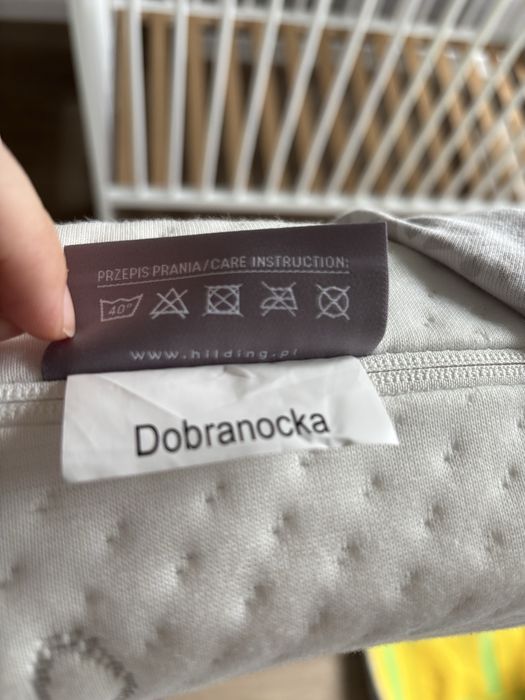 PRZEPIS PRANIA/CARE INSTRUCTION:
40°
www.hilding.pl
Dobranocka